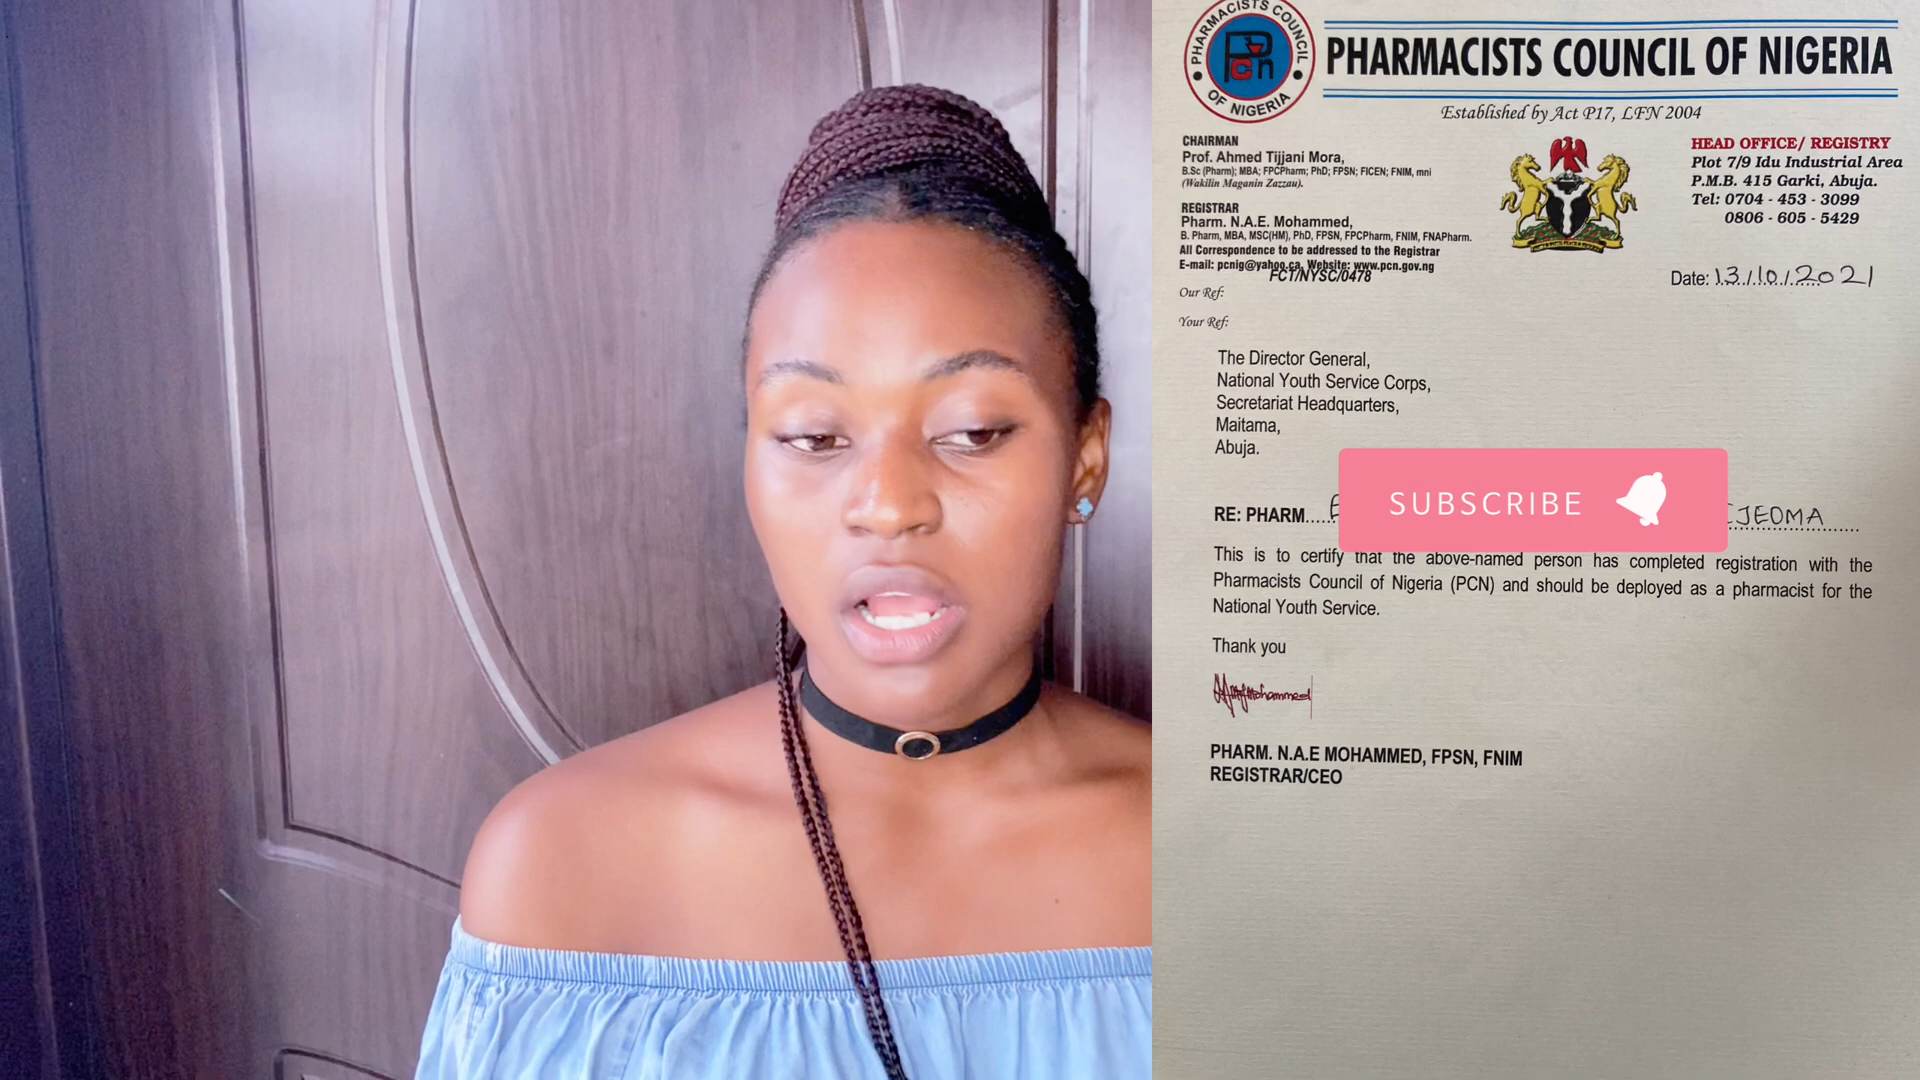 PHARMACISTS COUNCIL
OF NIGERIA
Pcn
PHARMACISTS COUNCIL OF NIGERIA
Established by Act P17, LFN 2004
CHAIRMAN
Prof. Ahmed Tijjani Mora,
B.Sc (Pharm); MBA; FPCPharm; PhD; FPSN; FICEN; FNIM, mni
(Wakilin Maganin Zazzau).
REGISTRAR
Pharm. N.A.E. Mohammed,
B. Pharm, MBA, MSC(HM), PhD, FPSN, FPCPharm, FNIM, FNAPharm.
All Correspondence to be addressed to the Registrar
E-mail: pcnig@yahoo.ca, Website: www.pcn.gov.ng
FCT/NYSC/0478
Our Ref:
Your Ref:
HEAD OFFICE/ REGISTRY
Plot 7/9 Idu Industrial Area
P.M.B. 415 Garki, Abuja.
Tel: 0704 - 453 - 3099
0806 - 605 - 5429
Date: 13/10/2021
The Director General,
National Youth Service Corps,
Secretariat Headquarters,
Maitama,
Abuja.
SUBSCRIBE
RE: PHARM..... IJEOMA
This is to certify that the above-named person has completed registration with the
Pharmacists Council of Nigeria (PCN) and should be deployed as a pharmacist for the
National Youth Service.
Thank you
PHARM. N.A.E MOHAMMED, FPSN, FNIM
REGISTRAR/CEO